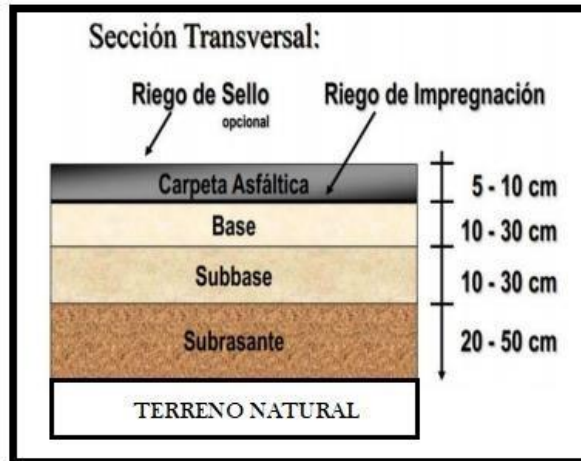 Sección Transversal:
Riego de Sello
opcional
Riego de Impregnación
Carpeta Asfáltica
5 - 10 cm
Base
10 - 30 cm
Subbase
10 - 30 cm
Subrasante
20 - 50 cm
TERRENO NATURAL